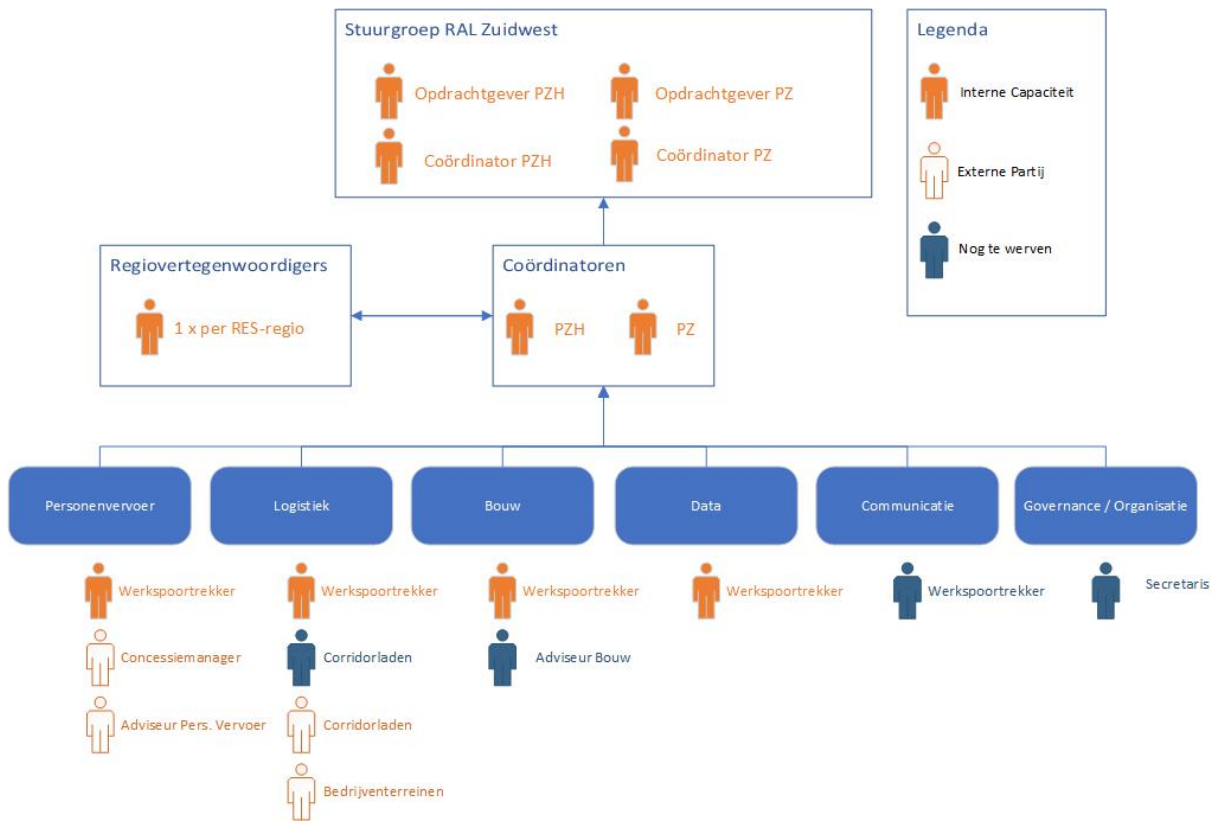 Stuurgroep RAL Zuidwest
Opdrachtgever PZH
Opdrachtgever PZ
Coördinator PZH
Coördinator PZ
Legenda
Interne Capaciteit
Externe Partij
Nog te werven
Regiovertegenwoordigers
1 x per RES-regio
Coördinatoren
PZH
PZ
Personenvervoer
Logistiek
Bouw
Data
Communicatie
Governance / Organisatie
Werkspoortrekker
Werkspoortrekker
Werkspoortrekker
Werkspoortrekker
Werkspoortrekker
Secretaris
Concessiemanager
Corridorladen
Adviseur Bouw
Adviseur Pers. Vervoer
Corridorladen
Bedrijventerreinen